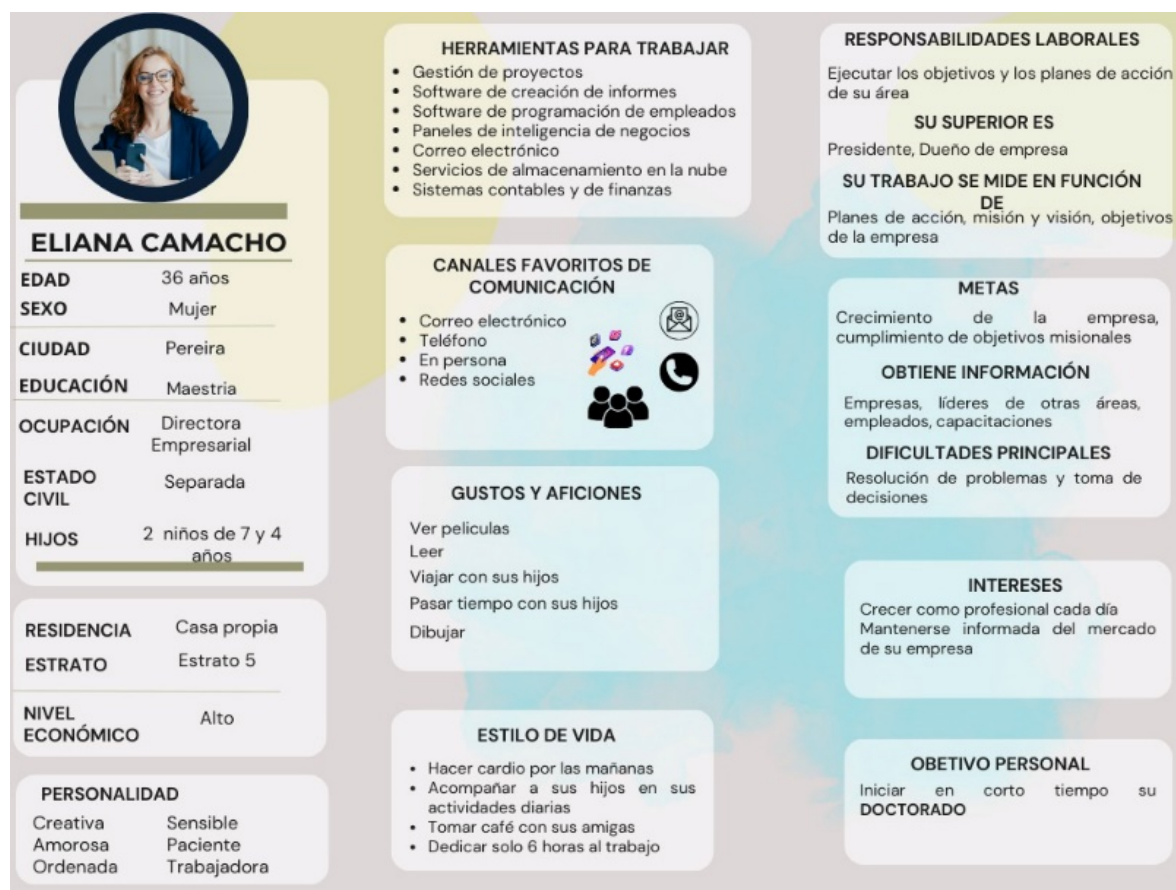 ELIANA CAMACHO
EDAD 36 años
SEXO Mujer
CIUDAD Pereira
EDUCACIÓN Maestria
OCUPACIÓN Directora
Empresarial
ESTADO
CIVIL Separada
HIJOS 2 niños de 7 y 4
años
RESIDENCIA Casa propia
ESTRATO Estrato 5
NIVEL
ECONÓMICO Alto
PERSONALIDAD
Creativa Sensible
Amorosa Paciente
Ordenada Trabajadora
HERRAMIENTAS PARA TRABAJAR
• Gestión de proyectos
• Software de creación de informes
• Software de programación de empleados
• Paneles de inteligencia de negocios
• Correo electrónico
• Servicios de almacenamiento en la nube
• Sistemas contables y de finanzas
CANALES FAVORITOS DE
COMUNICACIÓN
• Correo electrónico
• Teléfono
• En persona
• Redes sociales
GUSTOS Y AFICIONES
Ver peliculas
Leer
Viajar con sus hijos
Pasar tiempo con sus hijos
Dibujar
ESTILO DE VIDA
• Hacer cardio por las mañanas
• Acompañar a sus hijos en sus
actividades diarias
• Tomar café con sus amigas
• Dedicar solo 6 horas al trabajo
RESPONSABILIDADES LABORALES
Ejecutar los objetivos y los planes de acción
de su área
SU SUPERIOR ES
Presidente, Dueño de empresa
SU TRABAJO SE MIDE EN FUNCIÓN
DE
Planes de acción, misión y visión, objetivos
de la empresa
METAS
Crecimiento de la empresa,
cumplimiento de objetivos misionales
OBTIENE INFORMACIÓN
Empresas, líderes de otras áreas,
empleados, capacitaciones
DIFICULTADES PRINCIPALES
Resolución de problemas y toma de
decisiones
INTERESES
Crecer como profesional cada día
Mantenerse informada del mercado
de su empresa
OBETIVO PERSONAL
Iniciar en corto tiempo su
DOCTORADO